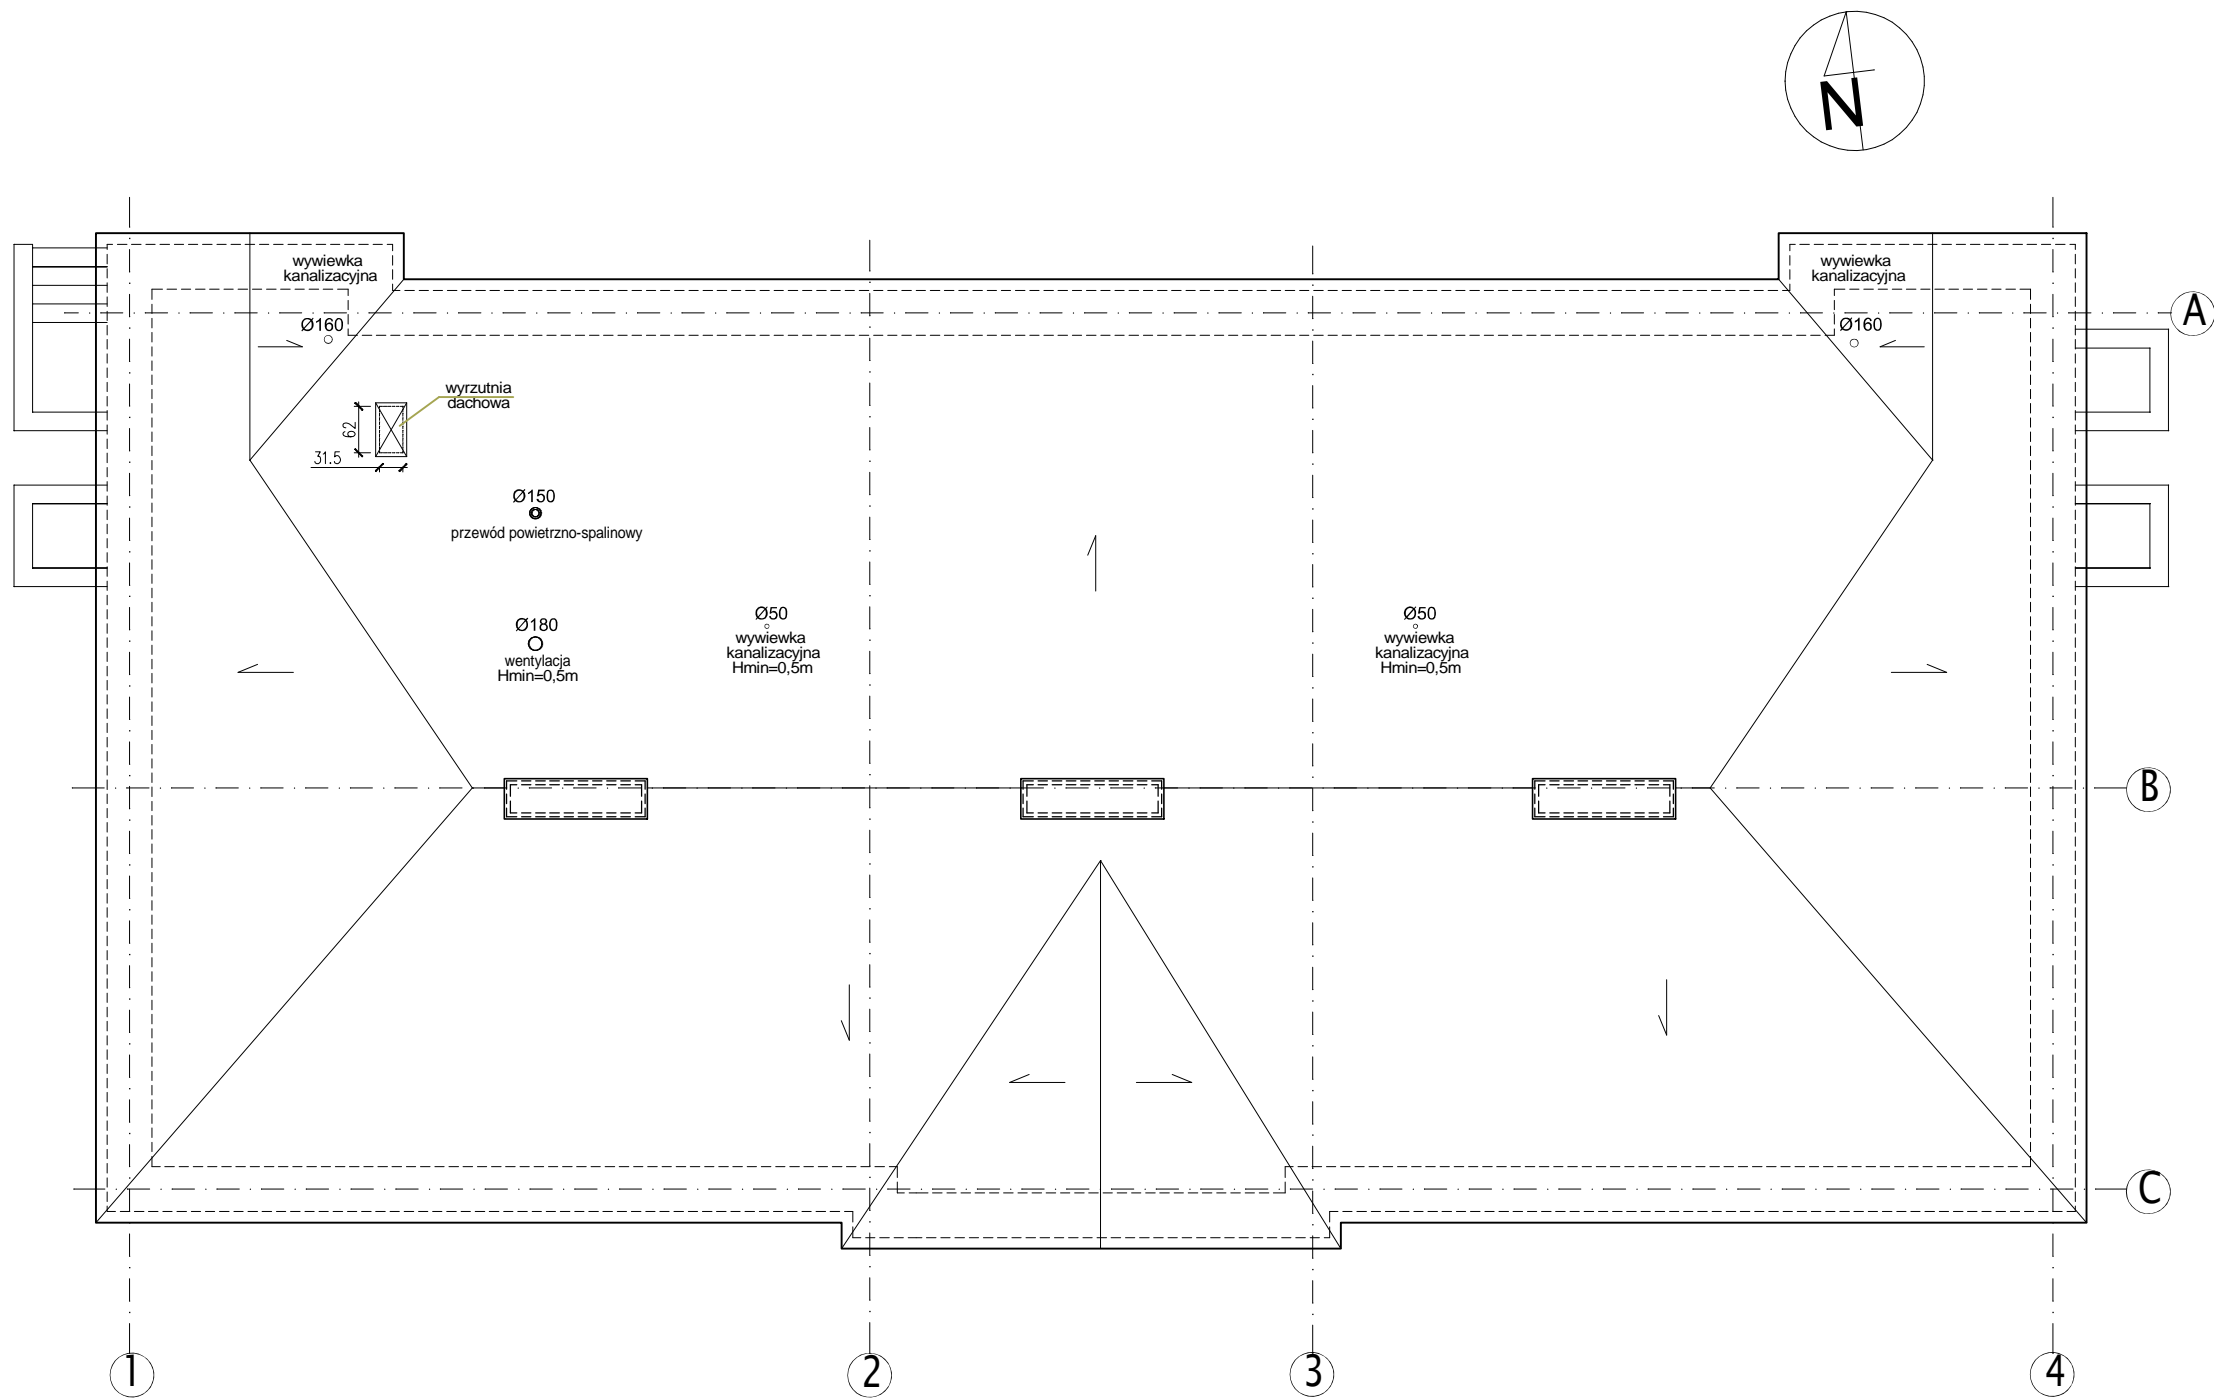 N
wywiewka
kanalizacyjna
Ø160
wywiewka
kanalizacyjna
Ø160
A
wyrzutnia
dachowa
62
31.5
Ø150
przewód powietrzno-spalinowy
Ø180
wentylacja
Hmin=0,5m
Ø50
wywiewka
kanalizacyjna
Hmin=0,5m
Ø50
wywiewka
kanalizacyjna
Hmin=0,5m
B
C
1
2
3
4